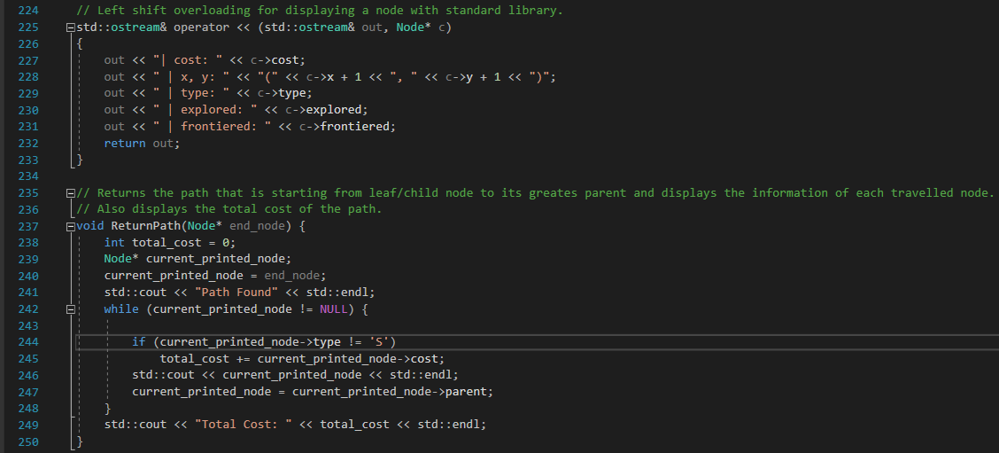 224 // Left shift overloading for displaying a node with standard library.
225 std::ostream& operator << (std::ostream& out, Node* c)
226 {
227 out << "| cost: " << c->cost;
228 out << " | x, y: " << "(" << c->x + 1 << ", " << c->y + 1 << ")";
229 out << " | type: " << c->type;
230 out << " | explored: " << c->explored;
231 out << " | frontiered: " << c->frontiered;
232 return out;
233 }
234
235 // Returns the path that is starting from leaf/child node to its greates parent and displays the information of each travelled node.
236 // Also displays the total cost of the path.
237 void ReturnPath(Node* end_node) {
238 int total_cost = 0;
239 Node* current_printed_node;
240 current_printed_node = end_node;
241 std::cout << "Path Found" << std::endl;
242 while (current_printed_node != NULL) {
243
244 if (current_printed_node->type != 'S')
245 total_cost += current_printed_node->cost;
246 std::cout << current_printed_node << std::endl;
247 current_printed_node = current_printed_node->parent;
248 }
249 std::cout << "Total Cost: " << total_cost << std::endl;
250 }